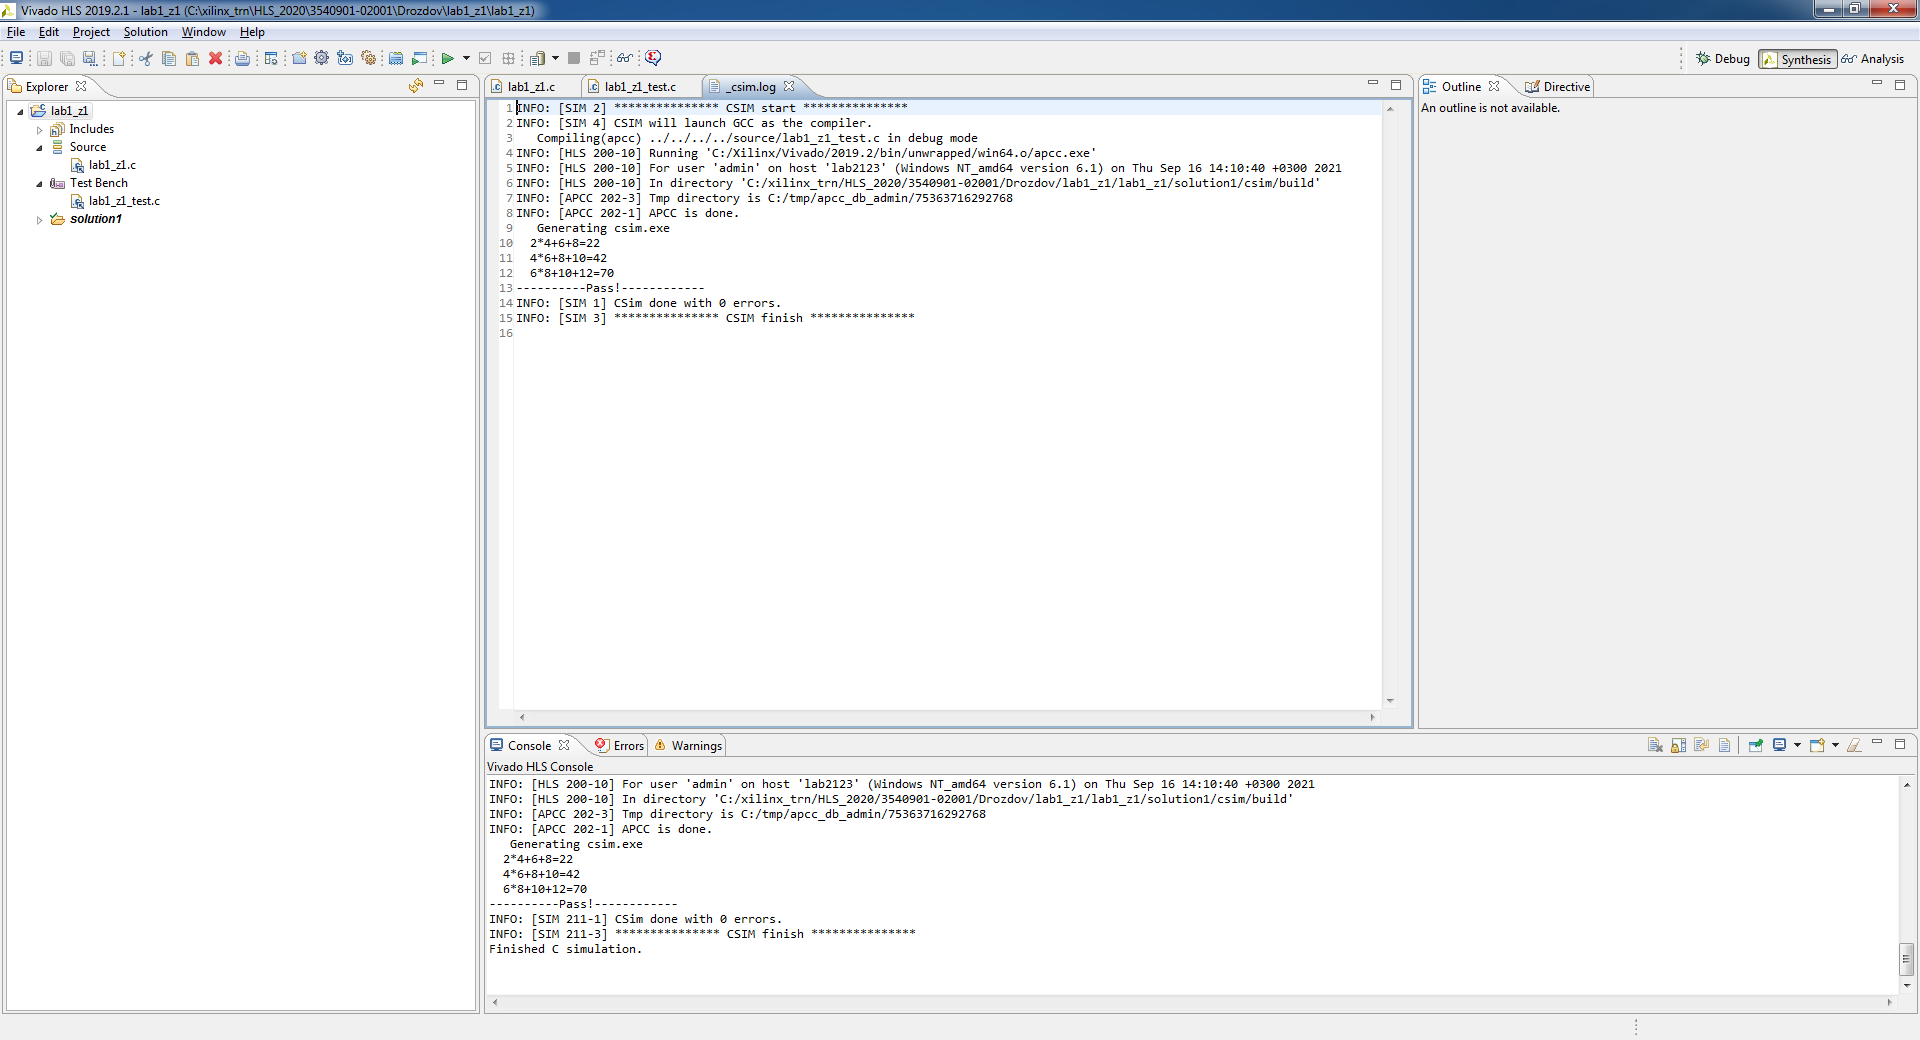 Vivado HLS 2019.2.1 - lab1_z1 (C:\xilinx_trn\HLS_2020\3540901-02001\Drozdov\lab1_z1\lab1_z1)
File Edit Project Solution Window Help
Debug Synthesis Analysis
Explorer
lab1_z1
Includes
Source
lab1_z1.c
Test Bench
lab1_z1_test.c
solution1
lab1_z1.c lab1_z1_test.c _csim.log
1 INFO: [SIM 2] *************** CSIM start ***************
2 INFO: [SIM 4] CSIM will launch GCC as the compiler.
3 Compiling(apcc) ../../../../source/lab1_z1_test.c in debug mode
4 INFO: [HLS 200-10] Running 'C:/Xilinx/Vivado/2019.2/bin/unwrapped/win64.o/apcc.exe'
5 INFO: [HLS 200-10] For user 'admin' on host 'lab2123' (Windows NT_amd64 version 6.1) on Thu Sep 16 14:10:40 +0300 2021
6 INFO: [HLS 200-10] In directory 'C:/xilinx_trn/HLS_2020/3540901-02001/Drozdov/lab1_z1/lab1_z1/solution1/csim/build'
7 INFO: [APCC 202-3] Tmp directory is C:/tmp/apcc_db_admin/75363716292768
8 INFO: [APCC 202-1] APCC is done.
9 Generating csim.exe
10 2*4+6+8=22
11 4*6+8+10=42
12 6*8+10+12=70
13 ----------Pass!------------
14 INFO: [SIM 1] CSim done with 0 errors.
15 INFO: [SIM 3] *************** CSIM finish ***************
16
Outline Directive
An outline is not available.
Console Errors Warnings
Vivado HLS Console
INFO: [HLS 200-10] For user 'admin' on host 'lab2123' (Windows NT_amd64 version 6.1) on Thu Sep 16 14:10:40 +0300 2021
INFO: [HLS 200-10] In directory 'C:/xilinx_trn/HLS_2020/3540901-02001/Drozdov/lab1_z1/lab1_z1/solution1/csim/build'
INFO: [APCC 202-3] Tmp directory is C:/tmp/apcc_db_admin/75363716292768
INFO: [APCC 202-1] APCC is done.
Generating csim.exe
2*4+6+8=22
4*6+8+10=42
6*8+10+12=70
----------Pass!------------
INFO: [SIM 211-1] CSim done with 0 errors.
INFO: [SIM 211-3] *************** CSIM finish ***************
Finished C simulation.